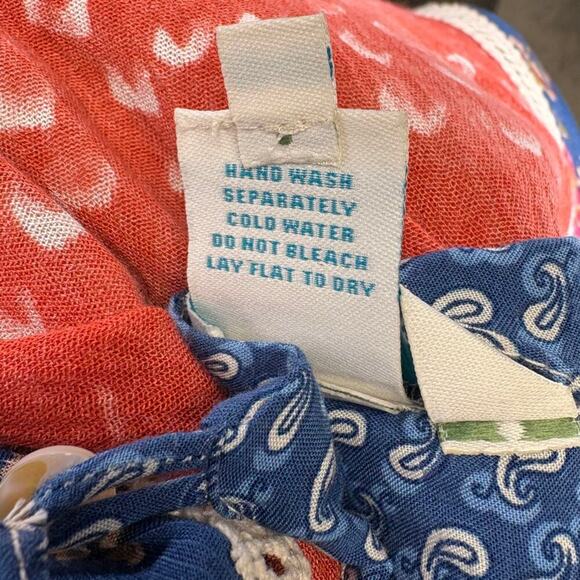 HAND WASH
SEPARATELY
COLD WATER
DO NOT BLEACH
LAY FLAT TO DRY